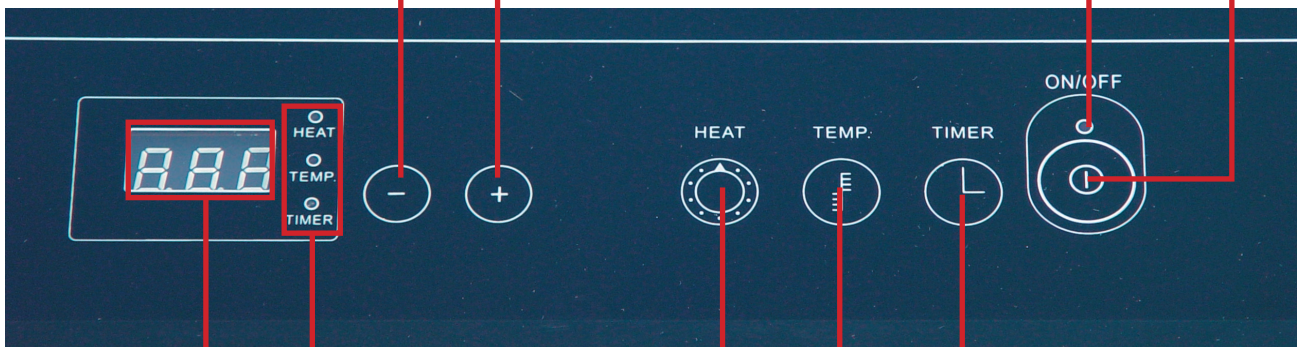 HEAT
TEMP.
TIMER
−
+
HEAT
TEMP.
TIMER
ON/OFF